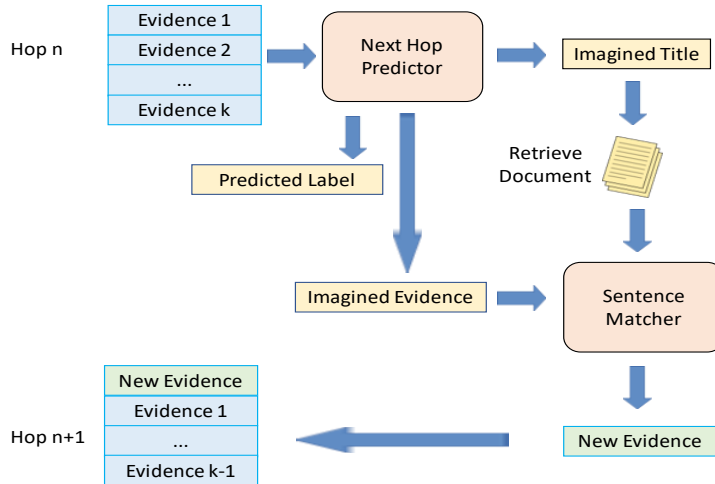 Hop n
Evidence 1
Evidence 2
...
Evidence k
Next Hop
Predictor
Imagined Title
Predicted Label
Retrieve
Document
Imagined Evidence
Sentence
Matcher
New Evidence
Hop n+1
New Evidence
Evidence 1
...
Evidence k-1